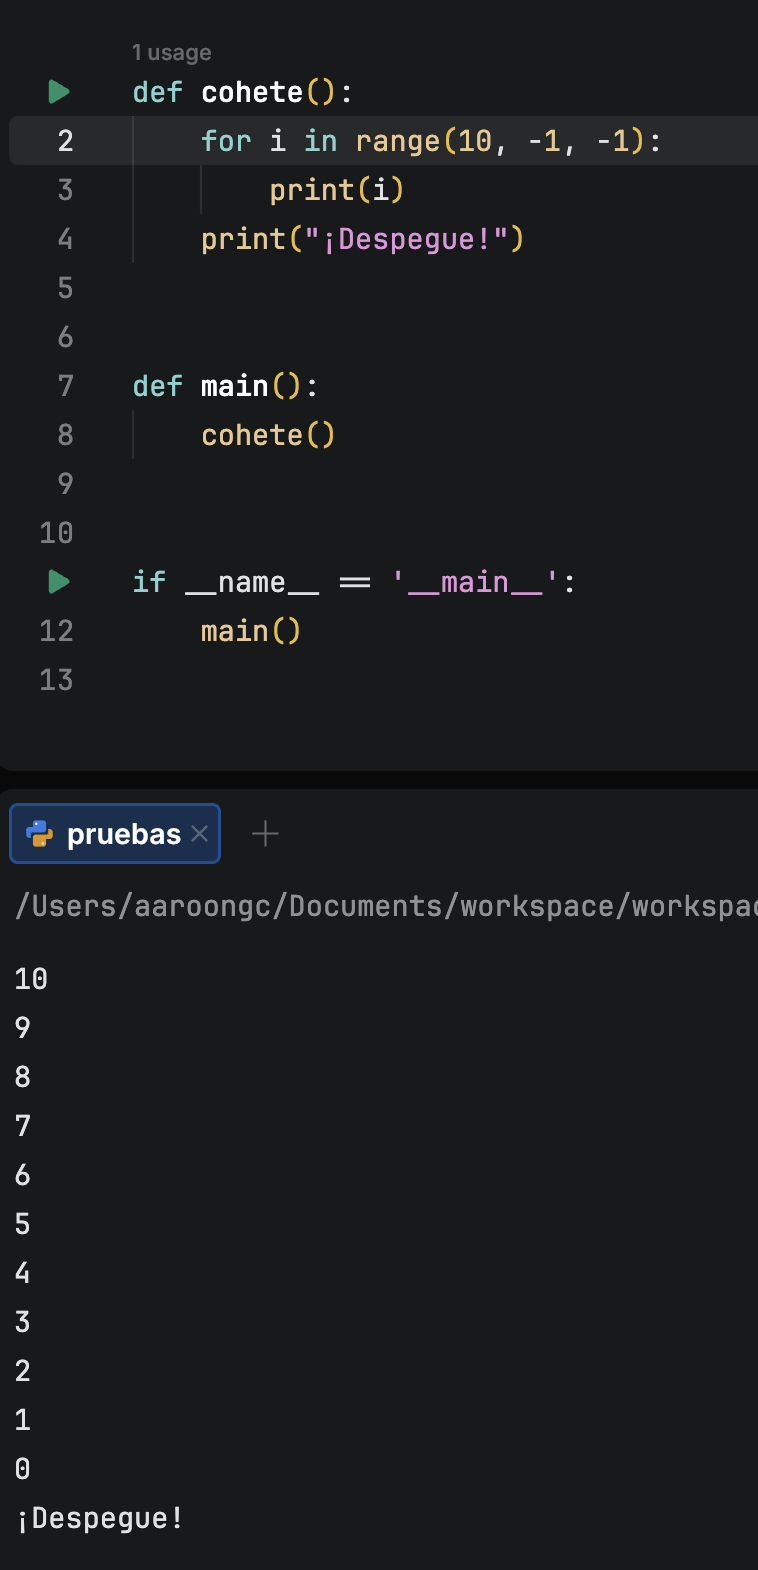 1 usage
def cohete():
2 for i in range(10, -1, -1):
3 print(i)
4 print("¡Despegue!")
5
6
7 def main():
8 cohete()
9
10
if __name__ == '__main__':
12 main()
13
pruebas
/Users/aaroongc/Documents/workspace/workspac
10
9
8
7
6
5
4
3
2
1
0
¡Despegue!